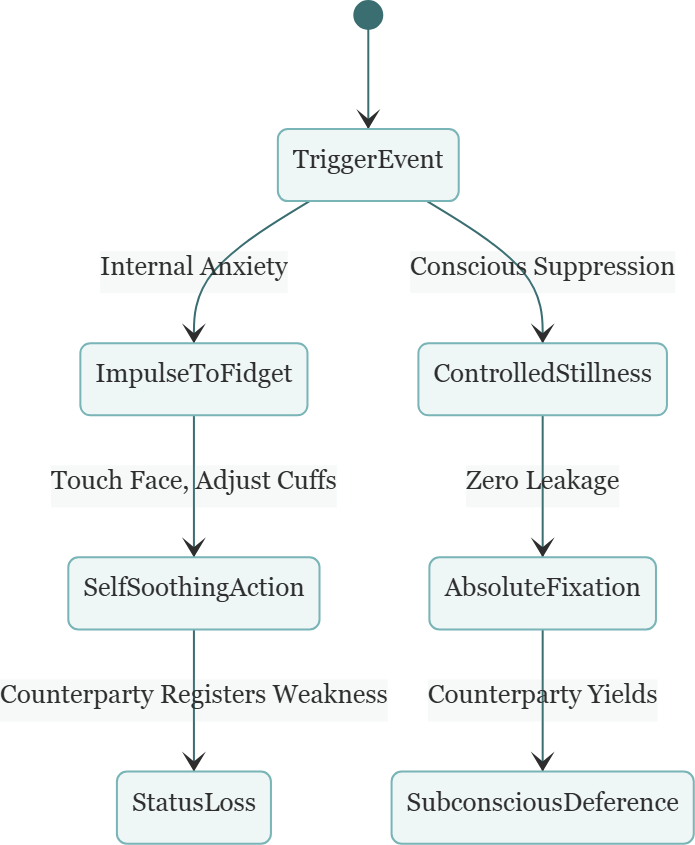 TriggerEvent
Internal Anxiety
Conscious Suppression
ImpulseToFidget
ControlledStillness
Touch Face, Adjust Cuffs
Zero Leakage
SelfSoothingAction
AbsoluteFixation
Counterparty Registers Weakness
Counterparty Yields
StatusLoss
SubconsciousDeference